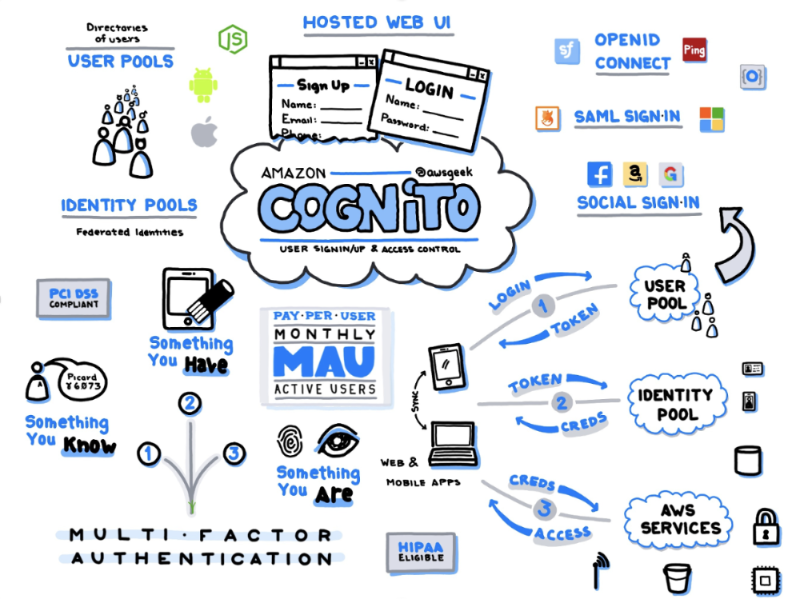 HOSTED WEB UI
Directories
of users
USER POOLS
JS
Sign Up
Name:
Email:
Phone:
LOGIN
Name:
Password:
OPENID
CONNECT
sf
Ping
SAML SIGN·IN
f
a
G
SOCIAL SIGN·IN
AMAZON
@awsgeek
COGNiTO
USER SIGNIN/UP & ACCESS CONTROL
IDENTITY POOLS
Federated Identities
PCI DSS
COMPLIANT
Something
You Have
Picard
Something
You Know
1
2
3
MULTI·FACTOR
AUTHENTICATION
PAY·PER·USER
MONTHLY
MAU
ACTIVE USERS
Something
You Are
HIPAA
ELIGIBLE
SYNC
WEB &
MOBILE APPS
LOGIN
1
TOKEN
USER
POOL
TOKEN
2
CREDS
IDENTITY
POOL
CREDS
3
ACCESS
AWS
SERVICES